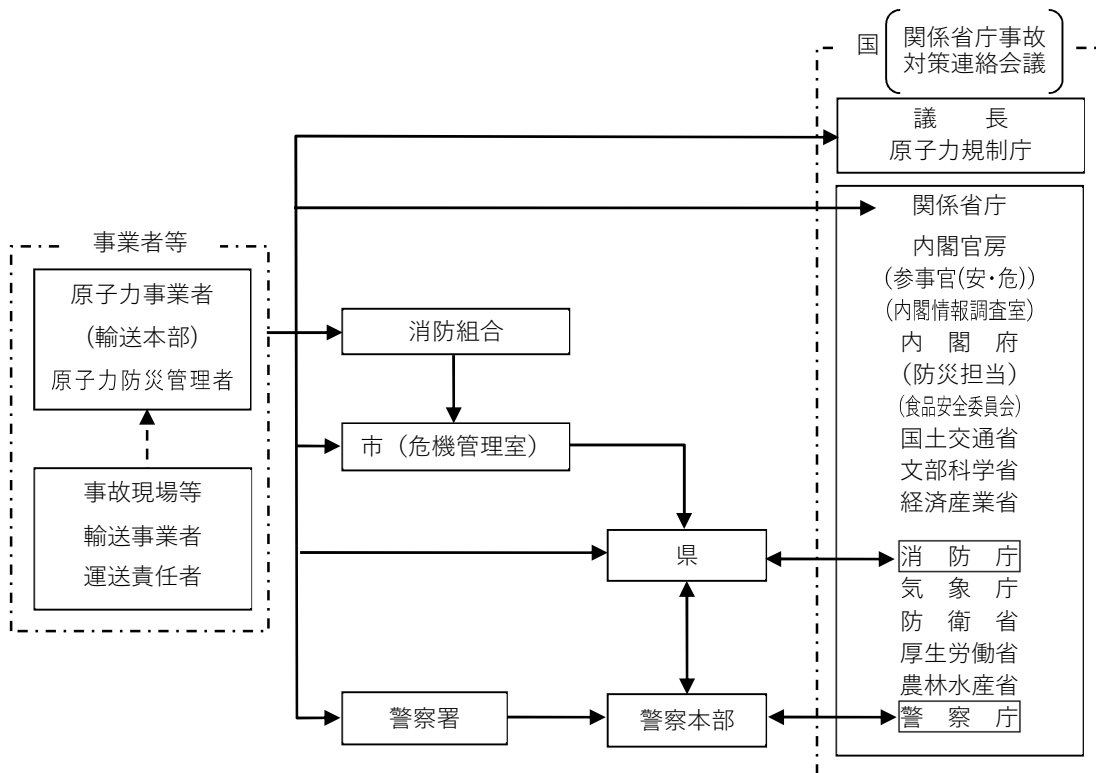 国
関係省庁事故
対策連絡会議
議　　長
原子力規制庁
関係省庁
内閣官房
(参事官(安・危))
(内閣情報調査室)
内　閣　府
(防災担当)
(食品安全委員会)
国土交通省
文部科学省
経済産業省
消　防　庁
気　象　庁
防　衛　省
厚生労働省
農林水産省
警　察　庁
事業者等
原子力事業者
(輸送本部)
原子力防災管理者
事故現場等
輸送事業者
運送責任者
消防組合
市（危機管理室）
県
警察署
警察本部